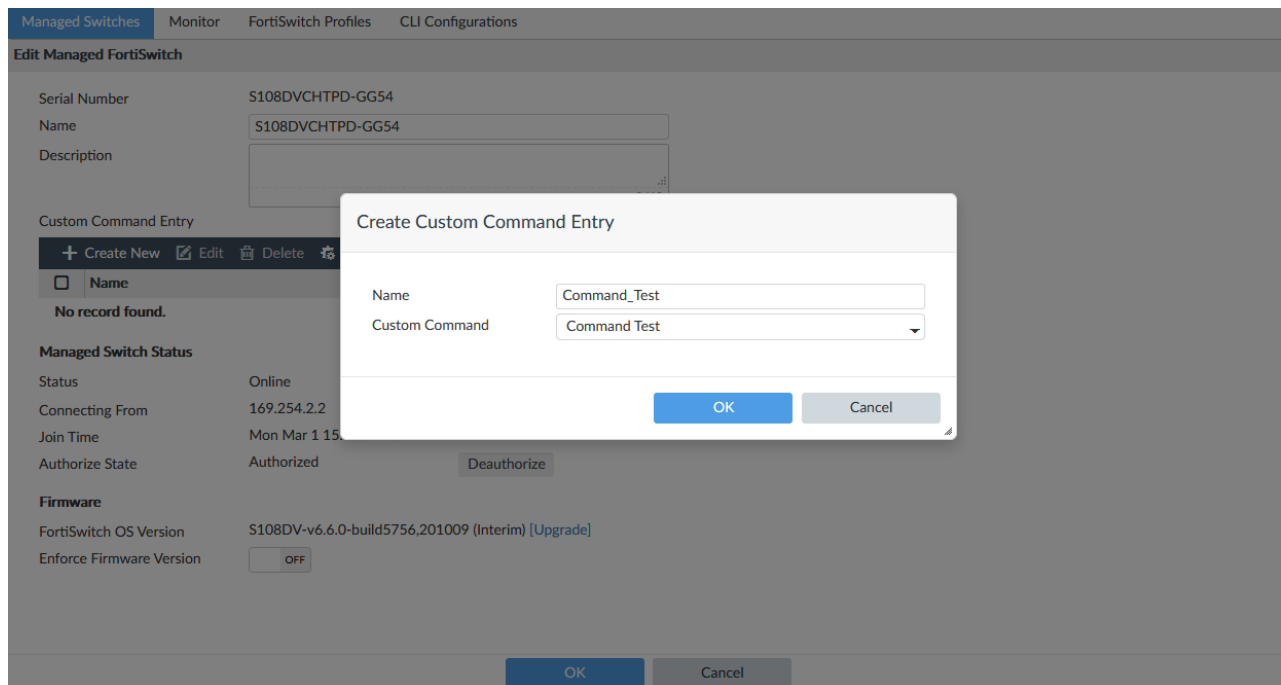 Managed Switches Monitor FortiSwitch Profiles CLI Configurations
Edit Managed FortiSwitch
Serial Number S108DVCHTPD-GG54
Name S108DVCHTPD-GG54
Description
Custom Command Entry
Create New Edit Delete
Name
No record found.
Create Custom Command Entry
Name Command_Test
Custom Command Command Test
OK Cancel
Managed Switch Status
Status Online
Connecting From 169.254.2.2
Join Time Mon Mar 1 15:
Authorize State Authorized Deauthorize
Firmware
FortiSwitch OS Version S108DV-v6.6.0-build5756,201009 (Interim) [Upgrade]
Enforce Firmware Version OFF
OK Cancel